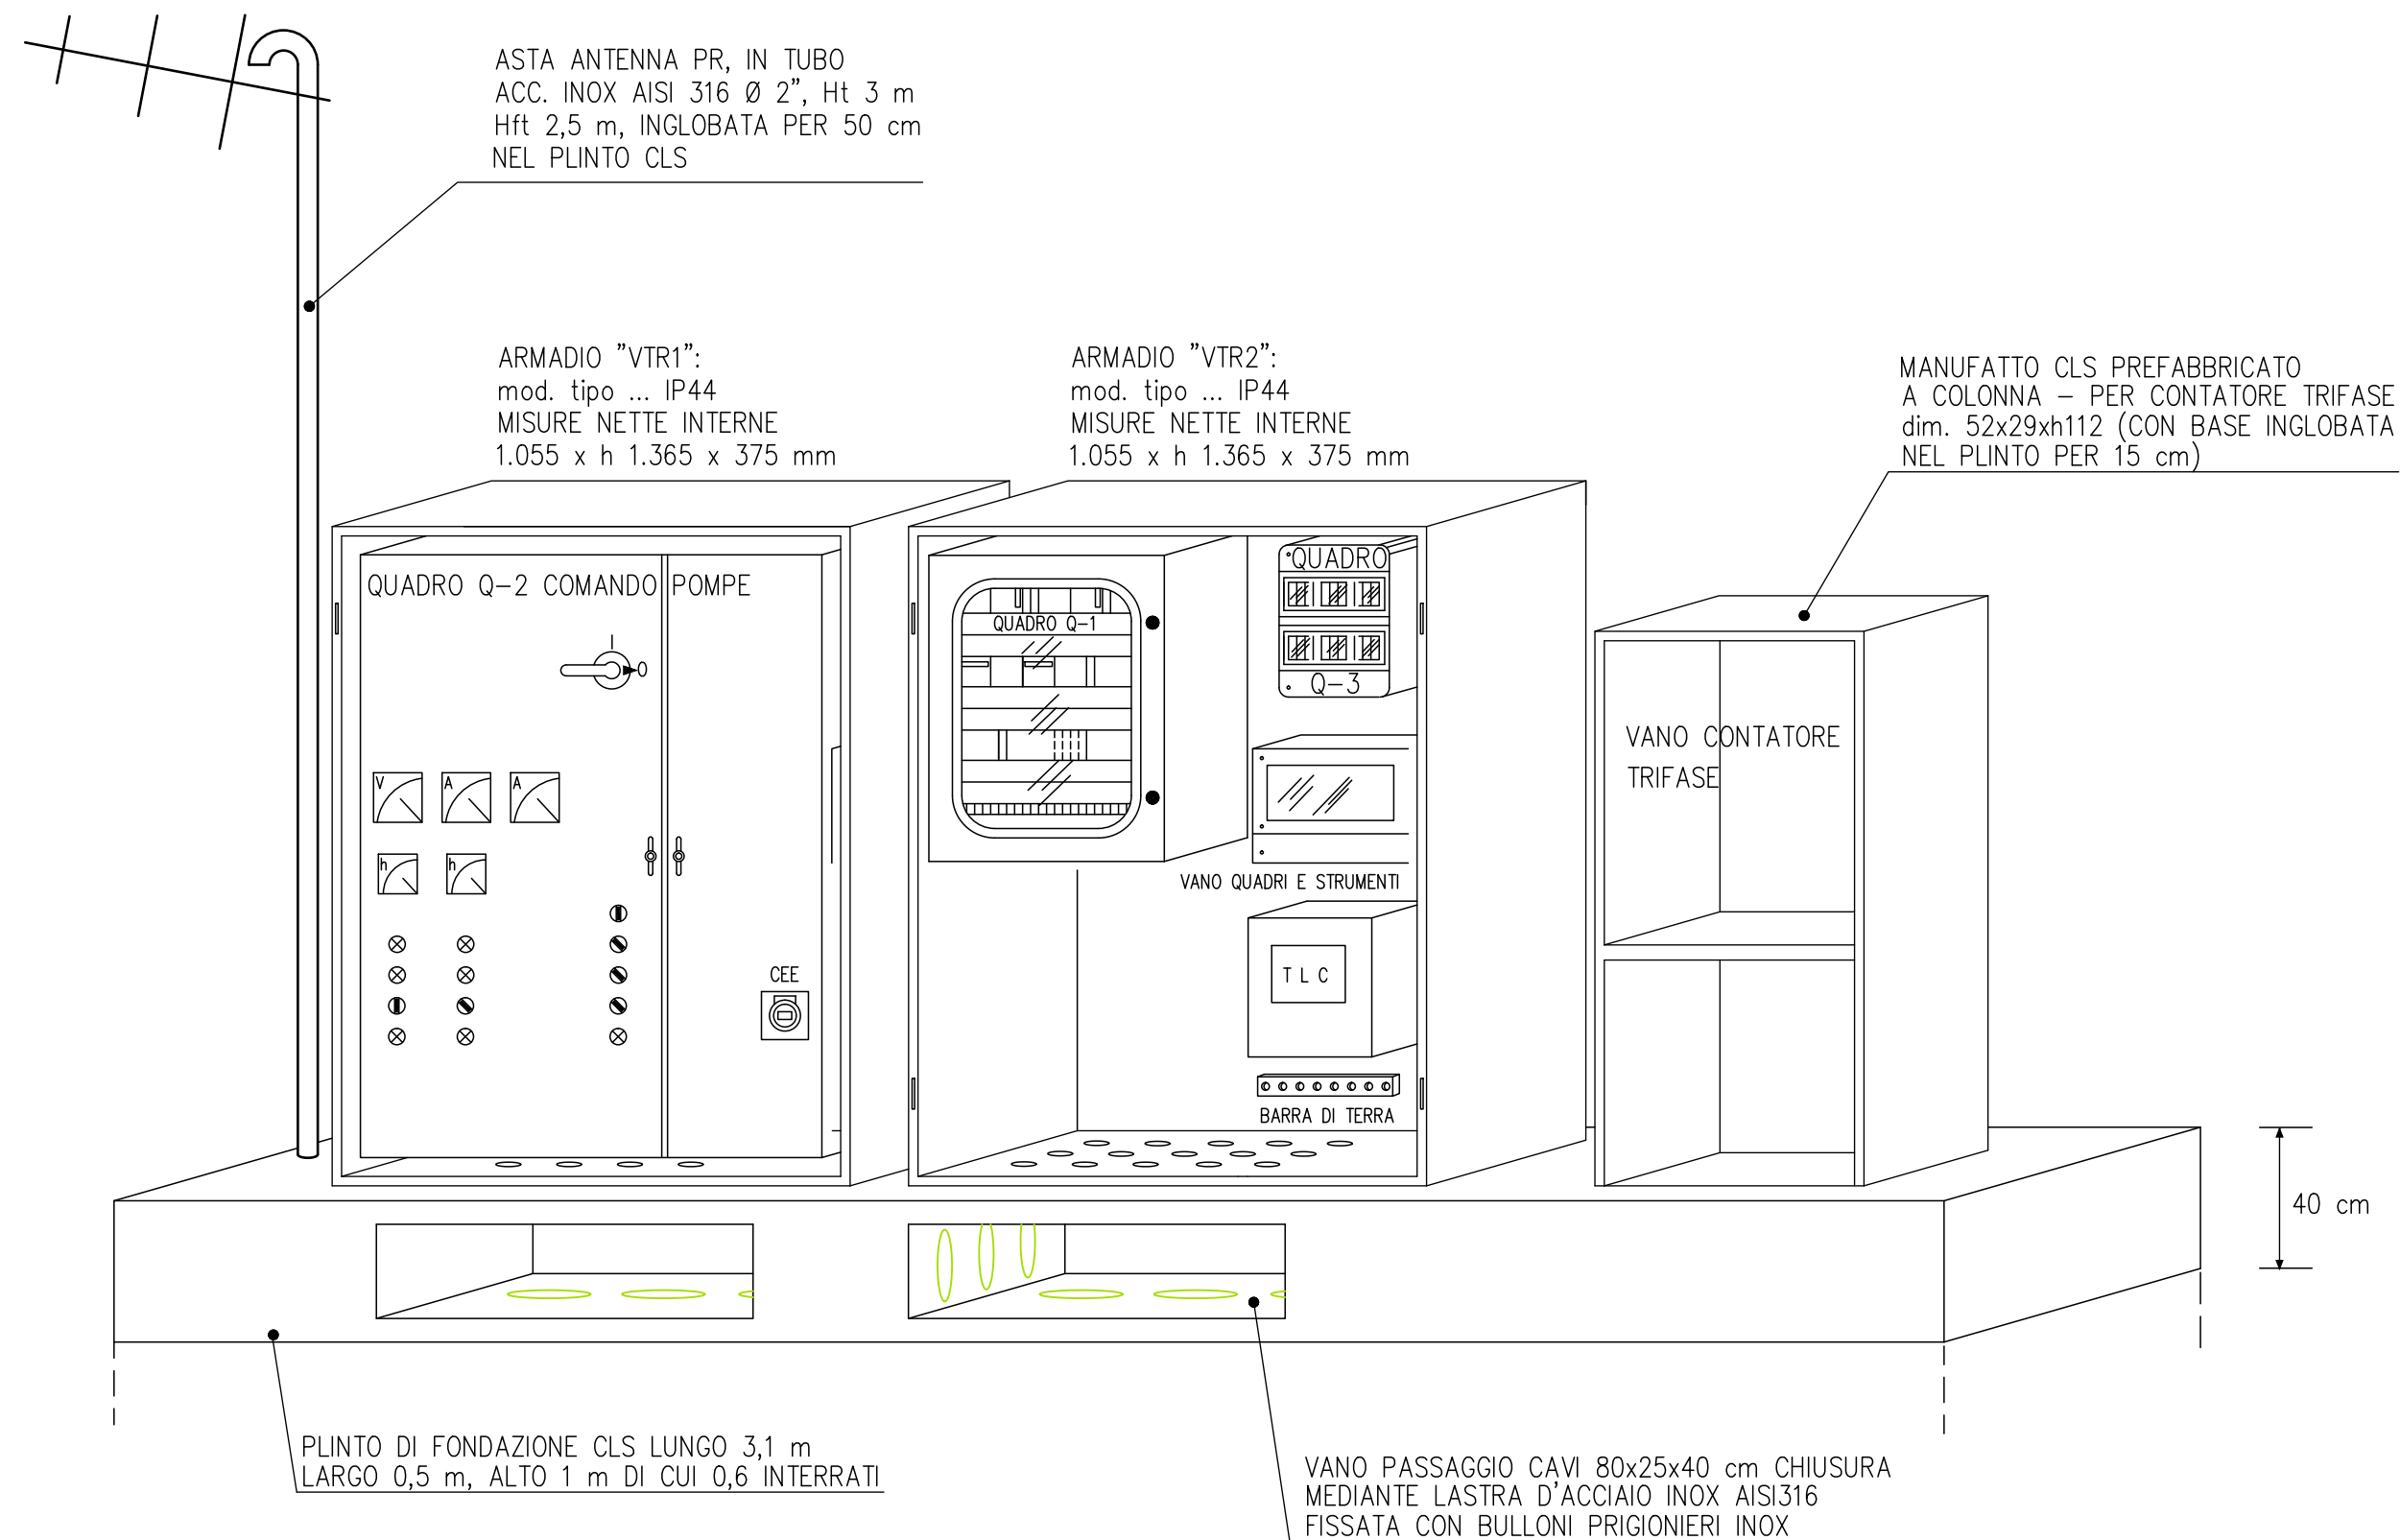 ASTA ANTENNA PR, IN TUBO
ACC. INOX AISI 316 Ø 2", Ht 3 m
Hft 2,5 m, INGLOBATA PER 50 cm
NEL PLINTO CLS
ARMADIO "VTR1":
mod. tipo ... IP44
MISURE NETTE INTERNE
1.055 x h 1.365 x 375 mm
ARMADIO "VTR2":
mod. tipo ... IP44
MISURE NETTE INTERNE
1.055 x h 1.365 x 375 mm
MANUFATTO CLS PREFABBRICATO
A COLONNA – PER CONTATORE TRIFASE
dim. 52x29xh112 (CON BASE INGLOBATA
NEL PLINTO PER 15 cm)
QUADRO Q-2 COMANDO POMPE
O
V
A
A
h
h
CEE
QUADRO Q-1
QUADRO
Q-3
VANO QUADRI E STRUMENTI
T L C
BARRA DI TERRA
VANO CONTATORE
TRIFASE
40 cm
PLINTO DI FONDAZIONE CLS LUNGO 3,1 m
LARGO 0,5 m, ALTO 1 m DI CUI 0,6 INTERRATI
VANO PASSAGGIO CAVI 80x25x40 cm CHIUSURA
MEDIANTE LASTRA D'ACCIAIO INOX AISI316
FISSATA CON BULLONI PRIGIONIERI INOX